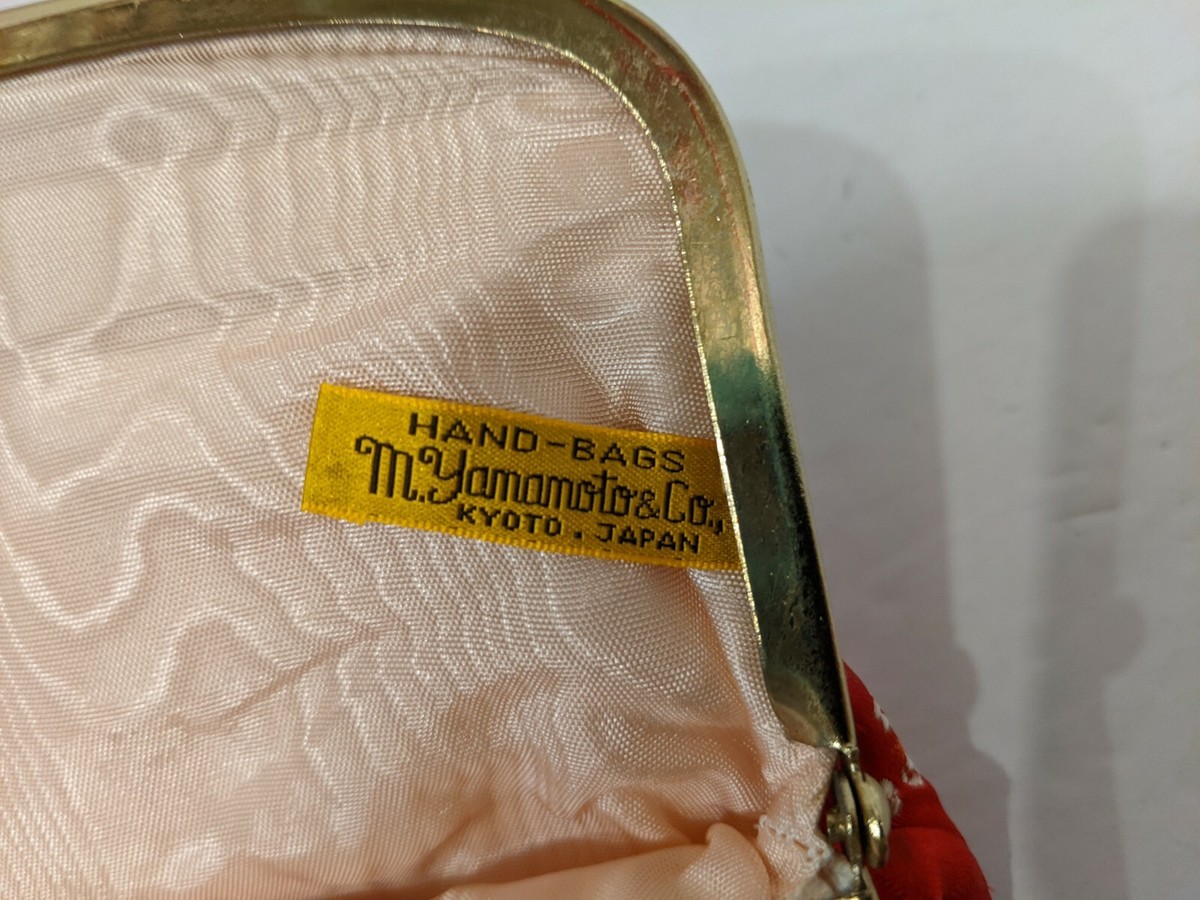 HAND-BAGS
M.Yamamoto&Co.,
KYOTO . JAPAN